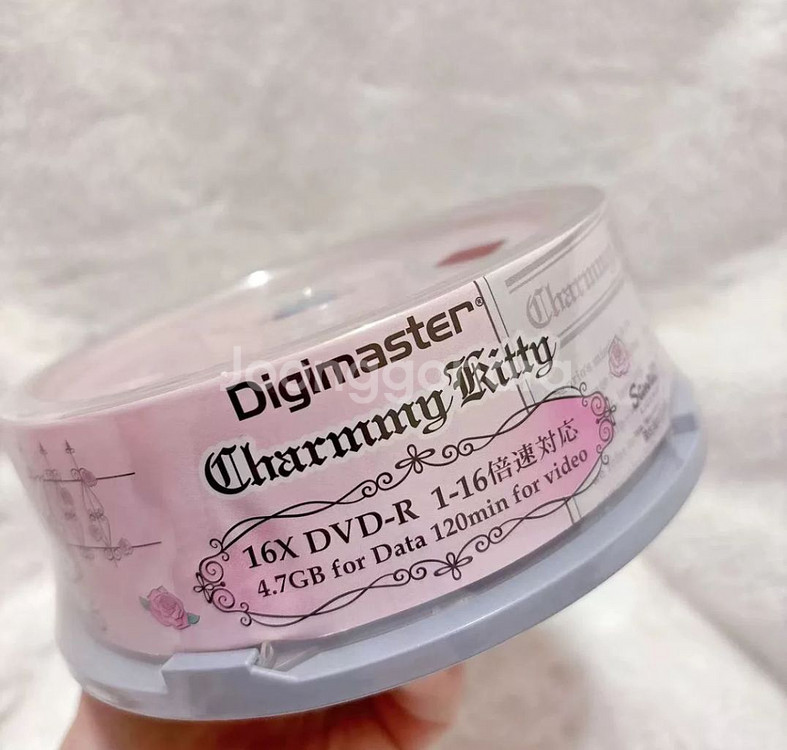 Digimaster®
Charmmy Kitty
16X DVD-R 1-16倍速対応
4.7GB for Data 120min for video